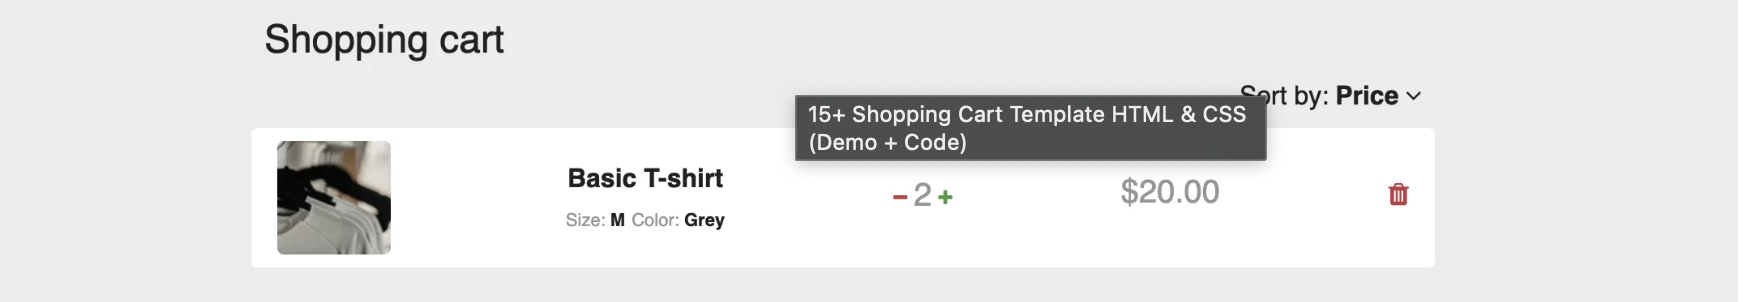 Shopping cart
Sort by: Price
15+ Shopping Cart Template HTML & CSS
(Demo + Code)
Basic T-shirt
Size: M Color: Grey
− 2 +
$20.00